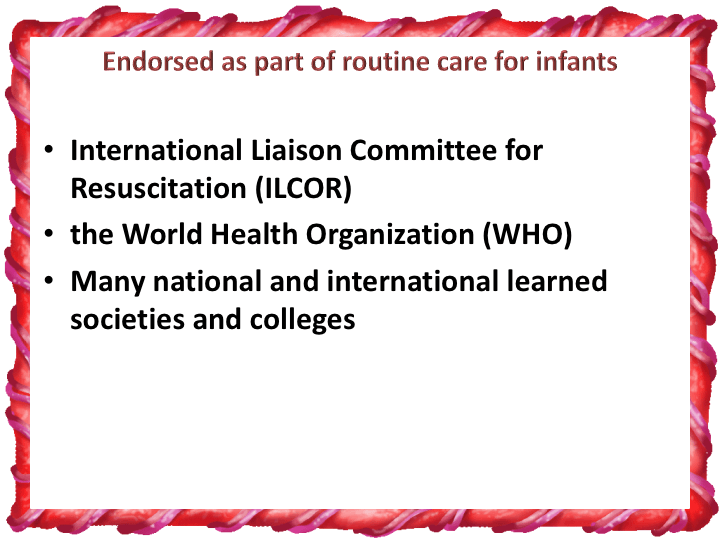 Endorsed as part of routine care for infants
• International Liaison Committee for
Resuscitation (ILCOR)
• the World Health Organization (WHO)
• Many national and international learned
societies and colleges